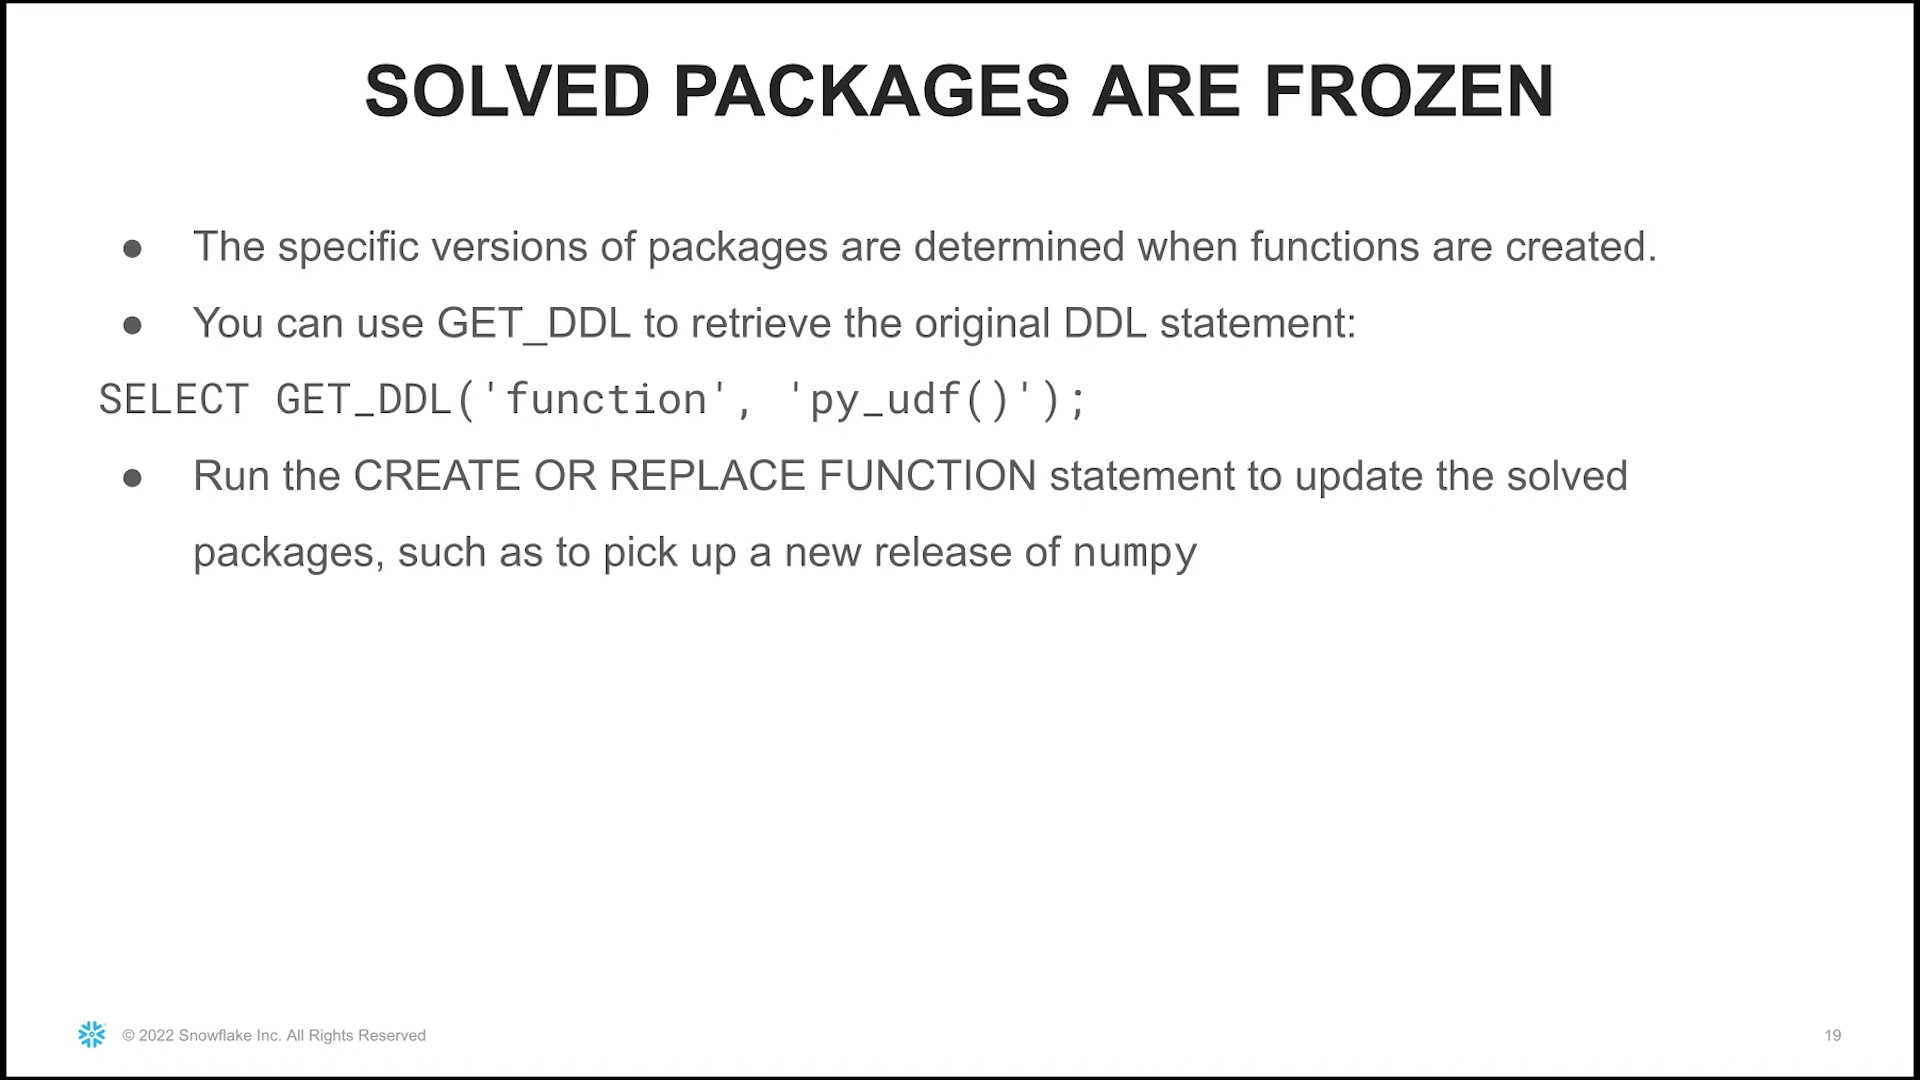 SOLVED PACKAGES ARE FROZEN
● The specific versions of packages are determined when functions are created.
● You can use GET_DDL to retrieve the original DDL statement:
SELECT GET_DDL('function', 'py_udf()');
● Run the CREATE OR REPLACE FUNCTION statement to update the solved
packages, such as to pick up a new release of numpy
© 2022 Snowflake Inc. All Rights Reserved
19